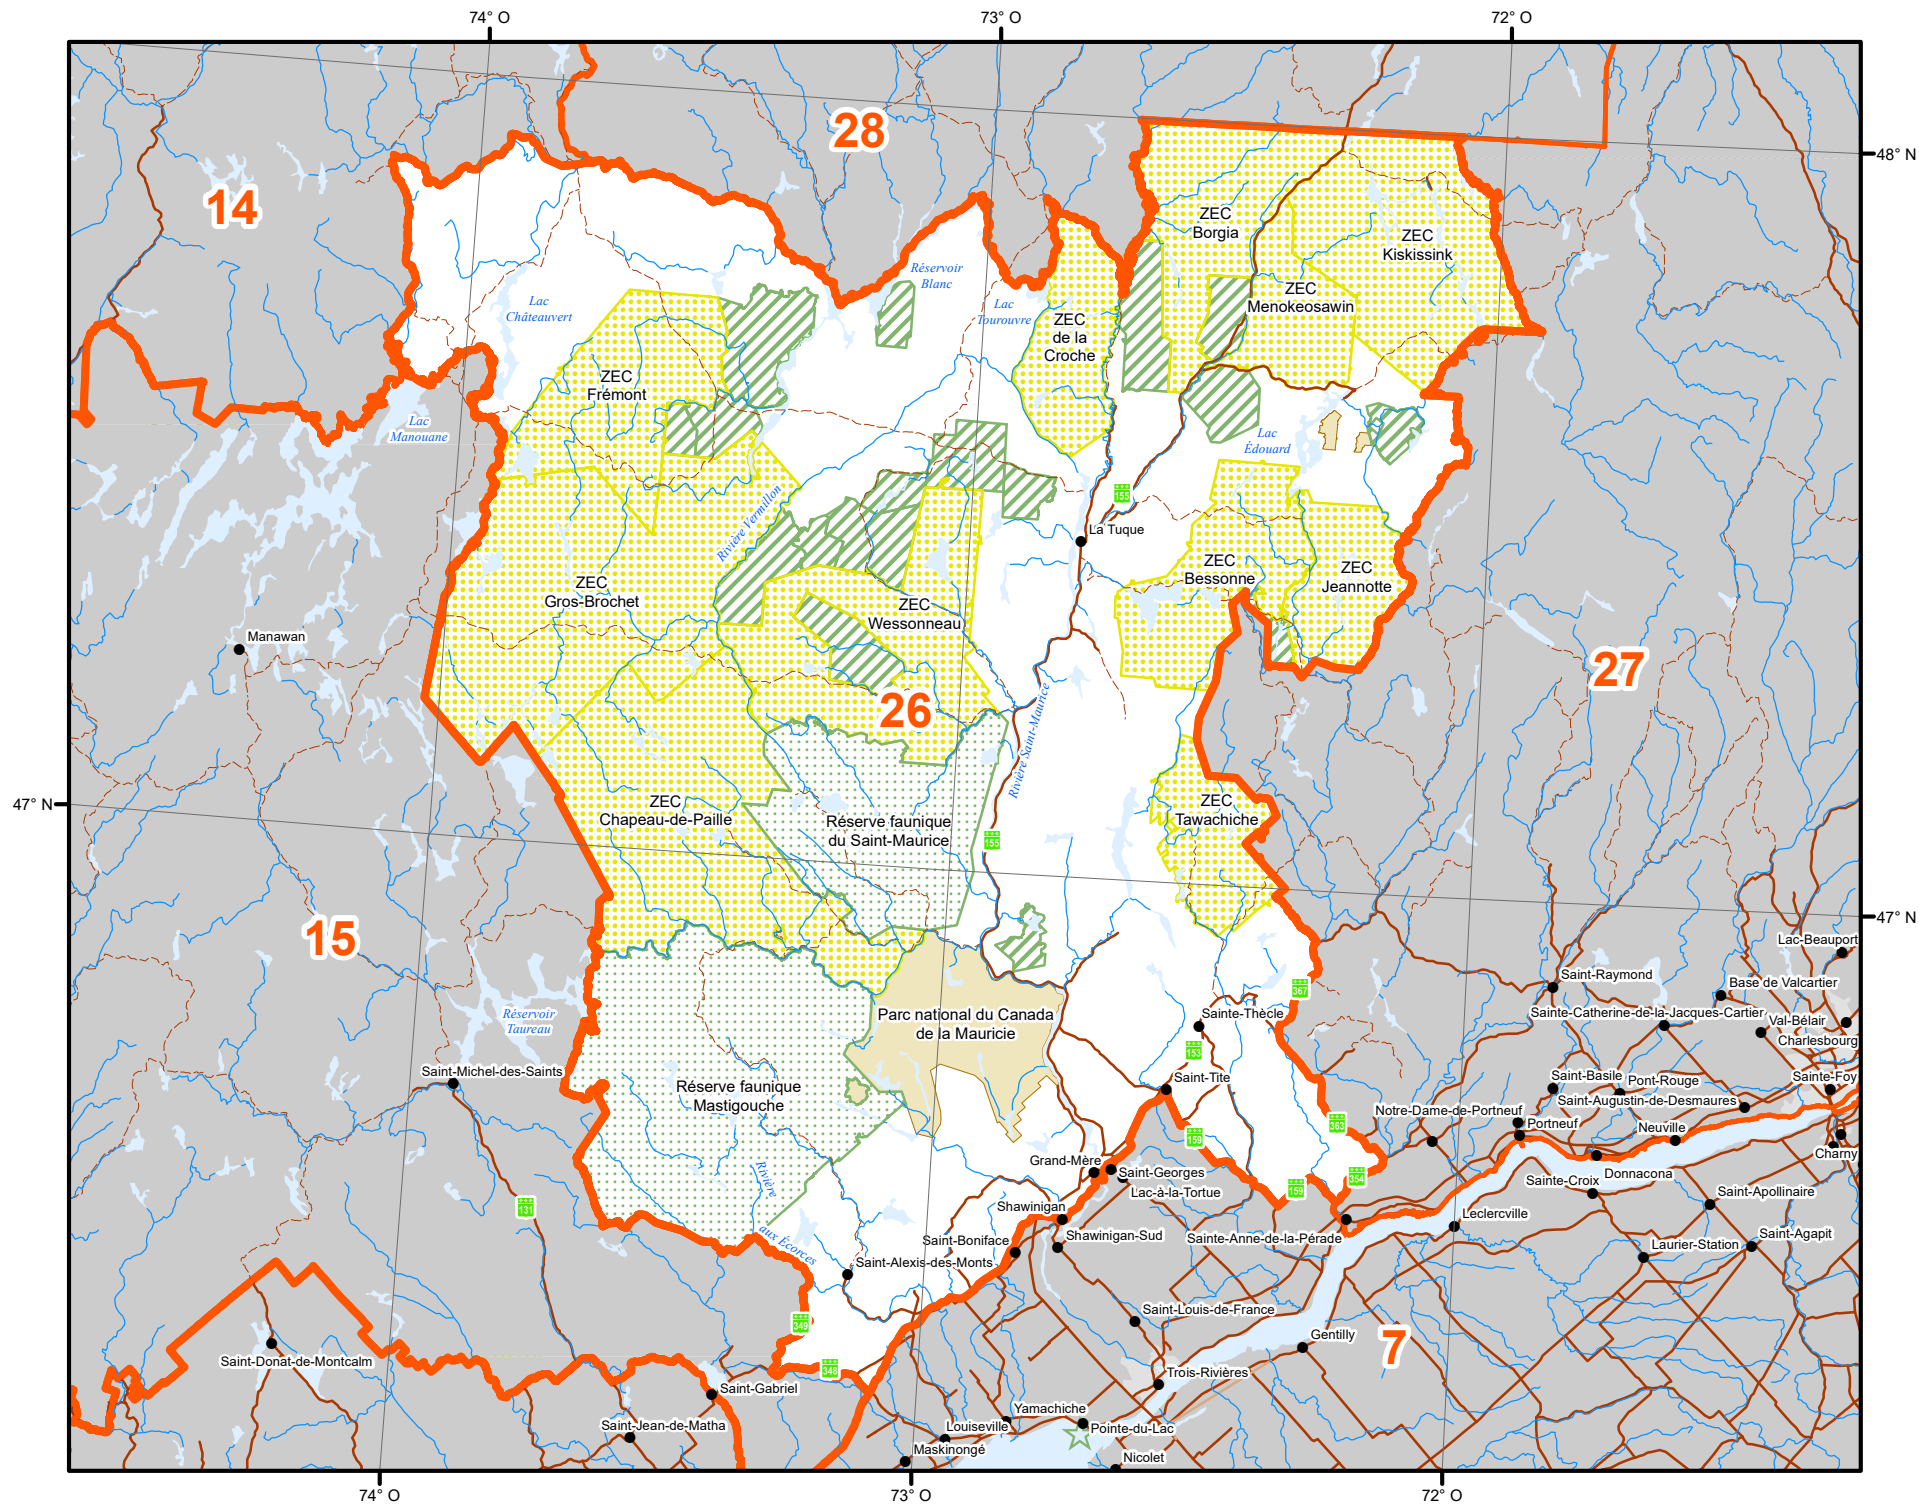 74° O
73° O
72° O
28
48° N
14
ZEC
Borgia
ZEC
Kiskissink
Réservoir
Blanc
Lac
Châteauvert
Lac
Tourouvre
ZEC
Menokeosawin
ZEC
de la
Croche
ZEC
Frémont
Lac
Manouane
Lac
Édouard
155
Rivière Vermillon
La Tuque
ZEC
Bessonne
ZEC
Jeannotte
ZEC
Gros-Brochet
ZEC
Wessonneau
Manawan
27
26
Rivière Saint-Maurice
47° N
ZEC
Chapeau-de-Paille
ZEC
Tawachiche
Réserve faunique
du Saint-Maurice
155
47° N
15
Lac-Beauport
Saint-Raymond
Base de Valcartier
367
Réservoir
Taureau
Parc national du Canada
de la Mauricie
Sainte-Thècle
Sainte-Catherine-de-la-Jacques-Cartier
Val-Bélair
Charlesbourg
153
Saint-Michel-des-Saints
Saint-Tite
Saint-Basile
Pont-Rouge
Sainte-Foy
Réserve faunique
Mastigouche
Saint-Augustin-de-Desmaures
Notre-Dame-de-Portneuf
Portneuf
Neuville
363
159
Charny
Grand-Mère
Saint-Georges
Donnacona
Lac-à-la-Tortue
354
Sainte-Croix
159
Saint-Apollinaire
Rivière
aux Écorces
131
Shawinigan
Leclercville
Saint-Boniface
Shawinigan-Sud
Sainte-Anne-de-la-Pérade
Laurier-Station
Saint-Agapit
Saint-Alexis-des-Monts
Saint-Louis-de-France
349
Gentilly
7
Saint-Donat-de-Montcalm
348
Trois-Rivières
Saint-Gabriel
Yamachiche
Saint-Jean-de-Matha
Louiseville
Pointe-du-Lac
Maskinongé
Nicolet
74° O
73° O
72° O